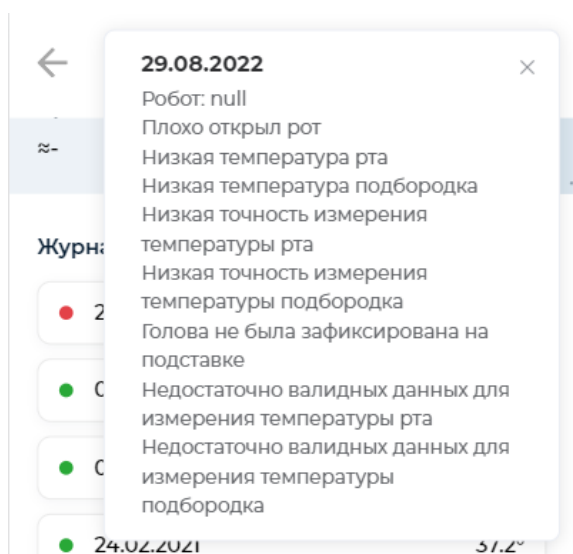 29.08.2022
Робот: null
Плохо открыл рот
≈-
Низкая температура рта
Низкая температура подбородка
Низкая точность измерения
температуры рта
Журна
Низкая точность измерения
температуры подбородка
2
Голова не была зафиксирована на
подставке
Недостаточно валидных данных для
измерения температуры рта
Недостаточно валидных данных для
измерения температуры
подбородка
24.02.2021 37.2°